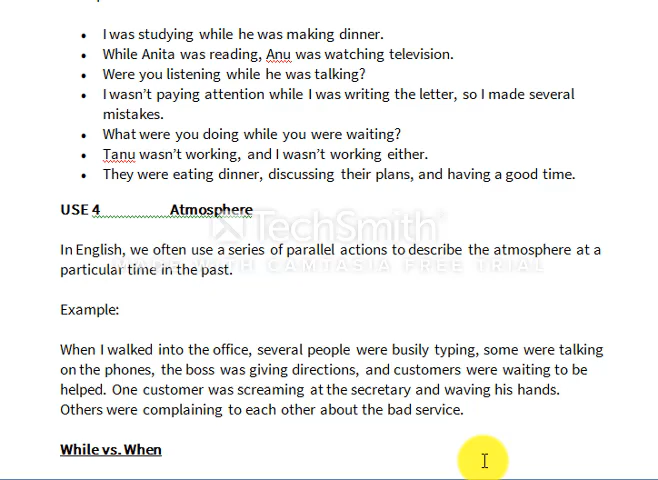 I was studying while he was making dinner.
While Anita was reading, Anu was watching television.
Were you listening while he was talking?
I wasn't paying attention while I was writing the letter, so I made several
mistakes.
What were you doing while you were waiting?
Tanu wasn't working, and I wasn't working either.
They were eating dinner, discussing their plans, and having a good time.
USE 4 Atmosphere
TechSmith
In English, we often use a series of parallel actions to describe the atmosphere at a
particular time in the past.
MADE WITH CAMTASIA FREE TRIAL
Example:
When I walked into the office, several people were busily typing, some were talking
on the phones, the boss was giving directions, and customers were waiting to be
helped. One customer was screaming at the secretary and waving his hands.
Others were complaining to each other about the bad service.
While vs. When